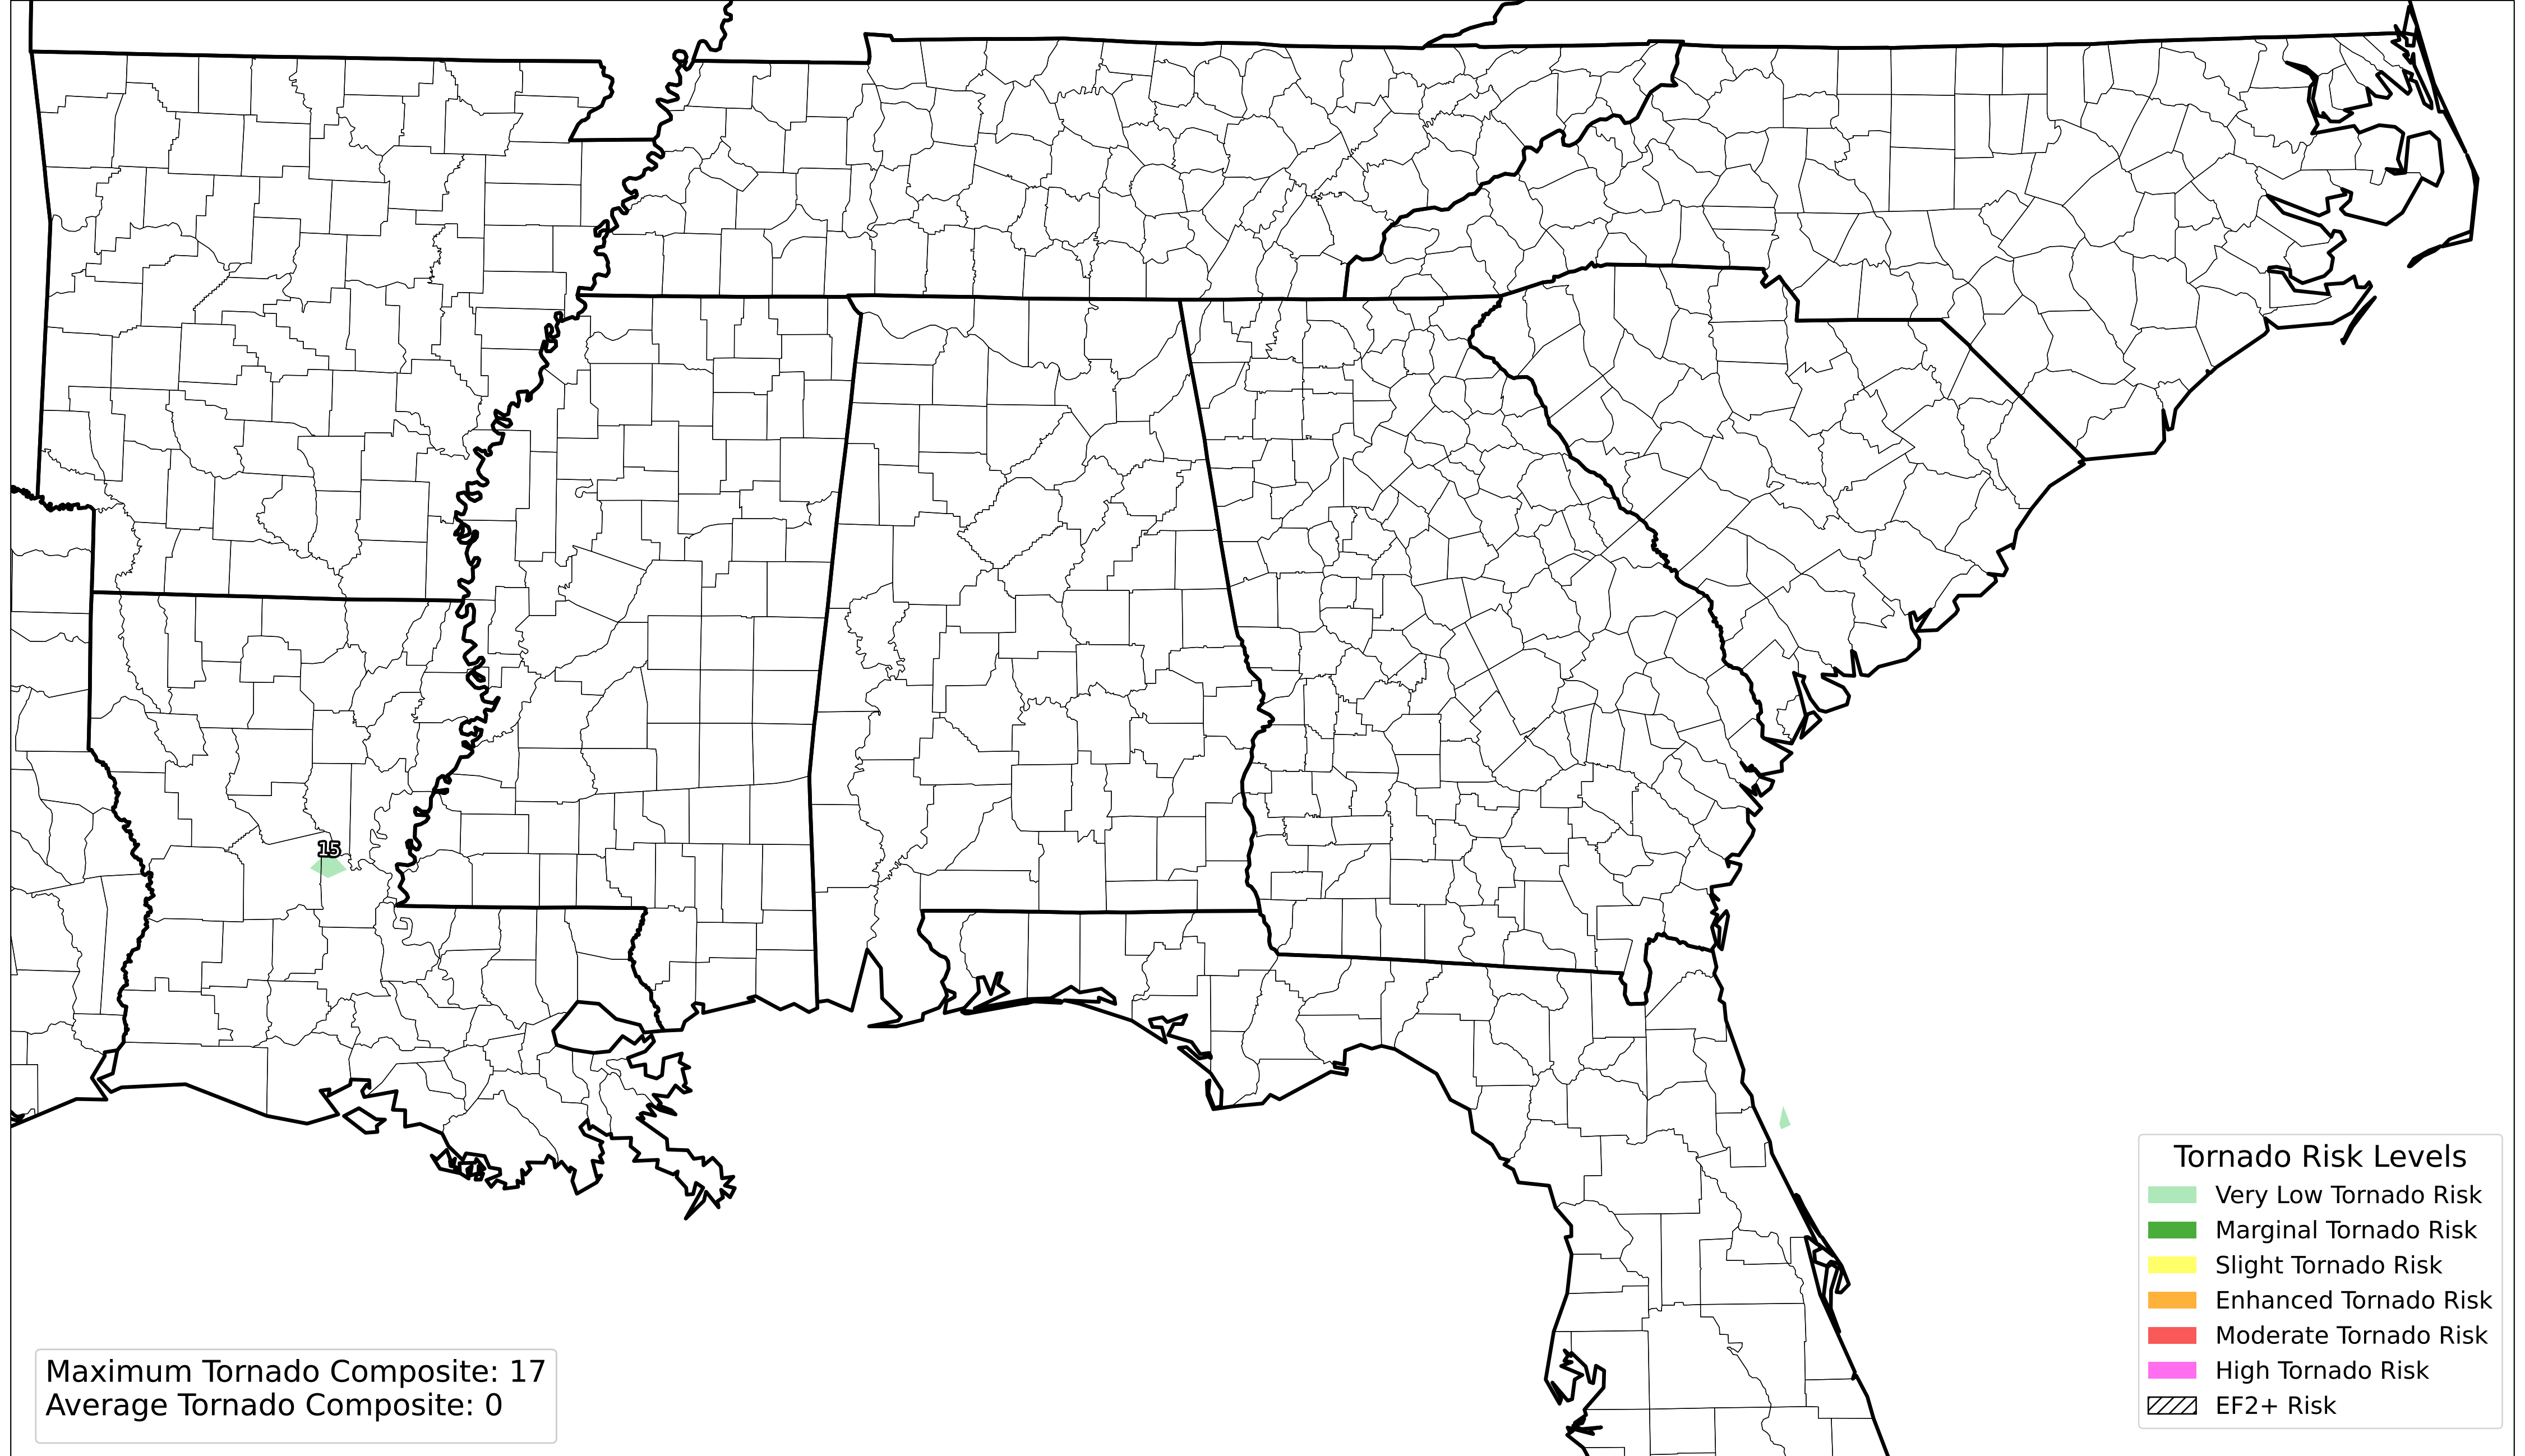 15
Tornado Risk Levels
Very Low Tornado Risk
Marginal Tornado Risk
Slight Tornado Risk
Enhanced Tornado Risk
Moderate Tornado Risk
High Tornado Risk
EF2+ Risk
Maximum Tornado Composite: 17
Average Tornado Composite: 0